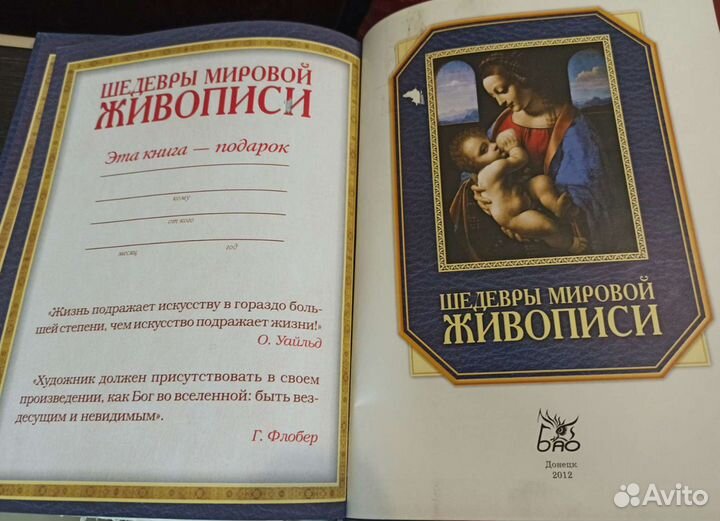 ШЕДЕВРЫ МИРОВОЙ
ЖИВОПИСИ
Эта книга — подарок
кому
от кого
месяц год
«Жизнь подражает искусству в гораздо боль-
шей степени, чем искусство подражает жизни!»
О. Уайльд
«Художник должен присутствовать в своем
произведении, как Бог во вселенной: быть вез-
десущим и невидимым».
Г. Флобер
ШЕДЕВРЫ МИРОВОЙ
ЖИВОПИСИ
БАО
Донецк
2012
Avito